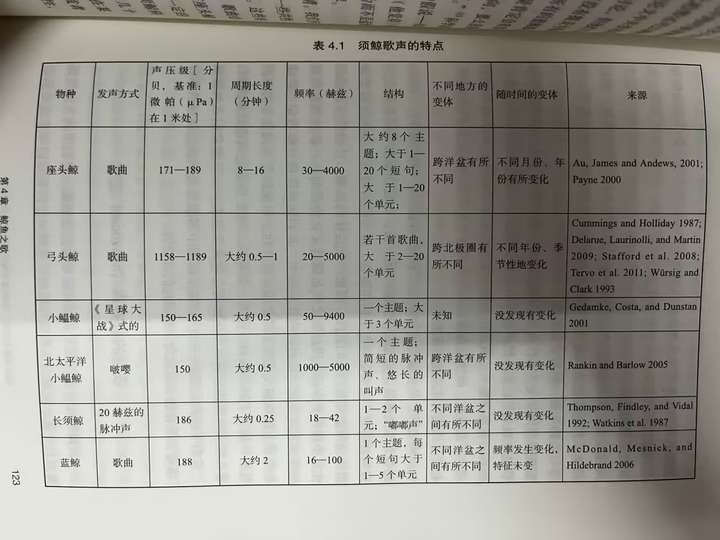 表 4.1 须鲸歌声的特点
物种 发声方式 声压级[分贝，基准：1微帕（μPa）在1米处] 周期长度（分钟） 频率（赫兹） 结构 不同地方的变体 随时间的变体 来源
座头鲸 歌曲 171—189 8—16 30—4000 大约8个主题；大于1—20个短句；大于1—20个单元； 跨洋盆有所不同 不同月份、年份有所变化 Au, James and Andews, 2001; Payne 2000
弓头鲸 歌曲 1158—1189 大约0.5—1 20—5000 若干首歌曲，大于2—20个单元 跨北极圈有所不同 不同年份、季节性地变化 Cummings and Holliday 1987; Delarue, Laurinolli, and Martin 2009; Stafford et al. 2008; Tervo et al. 2011; Würsig and Clark 1993
小鳁鲸 《星球大战》式的 150—165 大约0.5 50—9400 一个主题；大于3个单元 未知 没发现有变化 Gedamke, Costa, and Dunstan 2001
北太平洋小鳁鲸 啵嘤 150 大约0.5 1000—5000 一个主题；简短的脉冲声、悠长的叫声 跨洋盆有所不同 没发现有变化 Rankin and Barlow 2005
长须鲸 20赫兹的脉冲声 186 大约0.25 18—42 1—2个单元；“嘟嘟声” 不同洋盆之间有所不同 没发现有变化 Thompson, Findley, and Vidal 1992; Watkins et al. 1987
蓝鲸 歌曲 188 大约2 16—100 1个主题，每个短句大于1—5个单元 不同洋盆之间有所不同 频率发生变化，特征未变 McDonald, Mesnick, and Hildebrand 2006
第4章 鲸鱼之歌
123